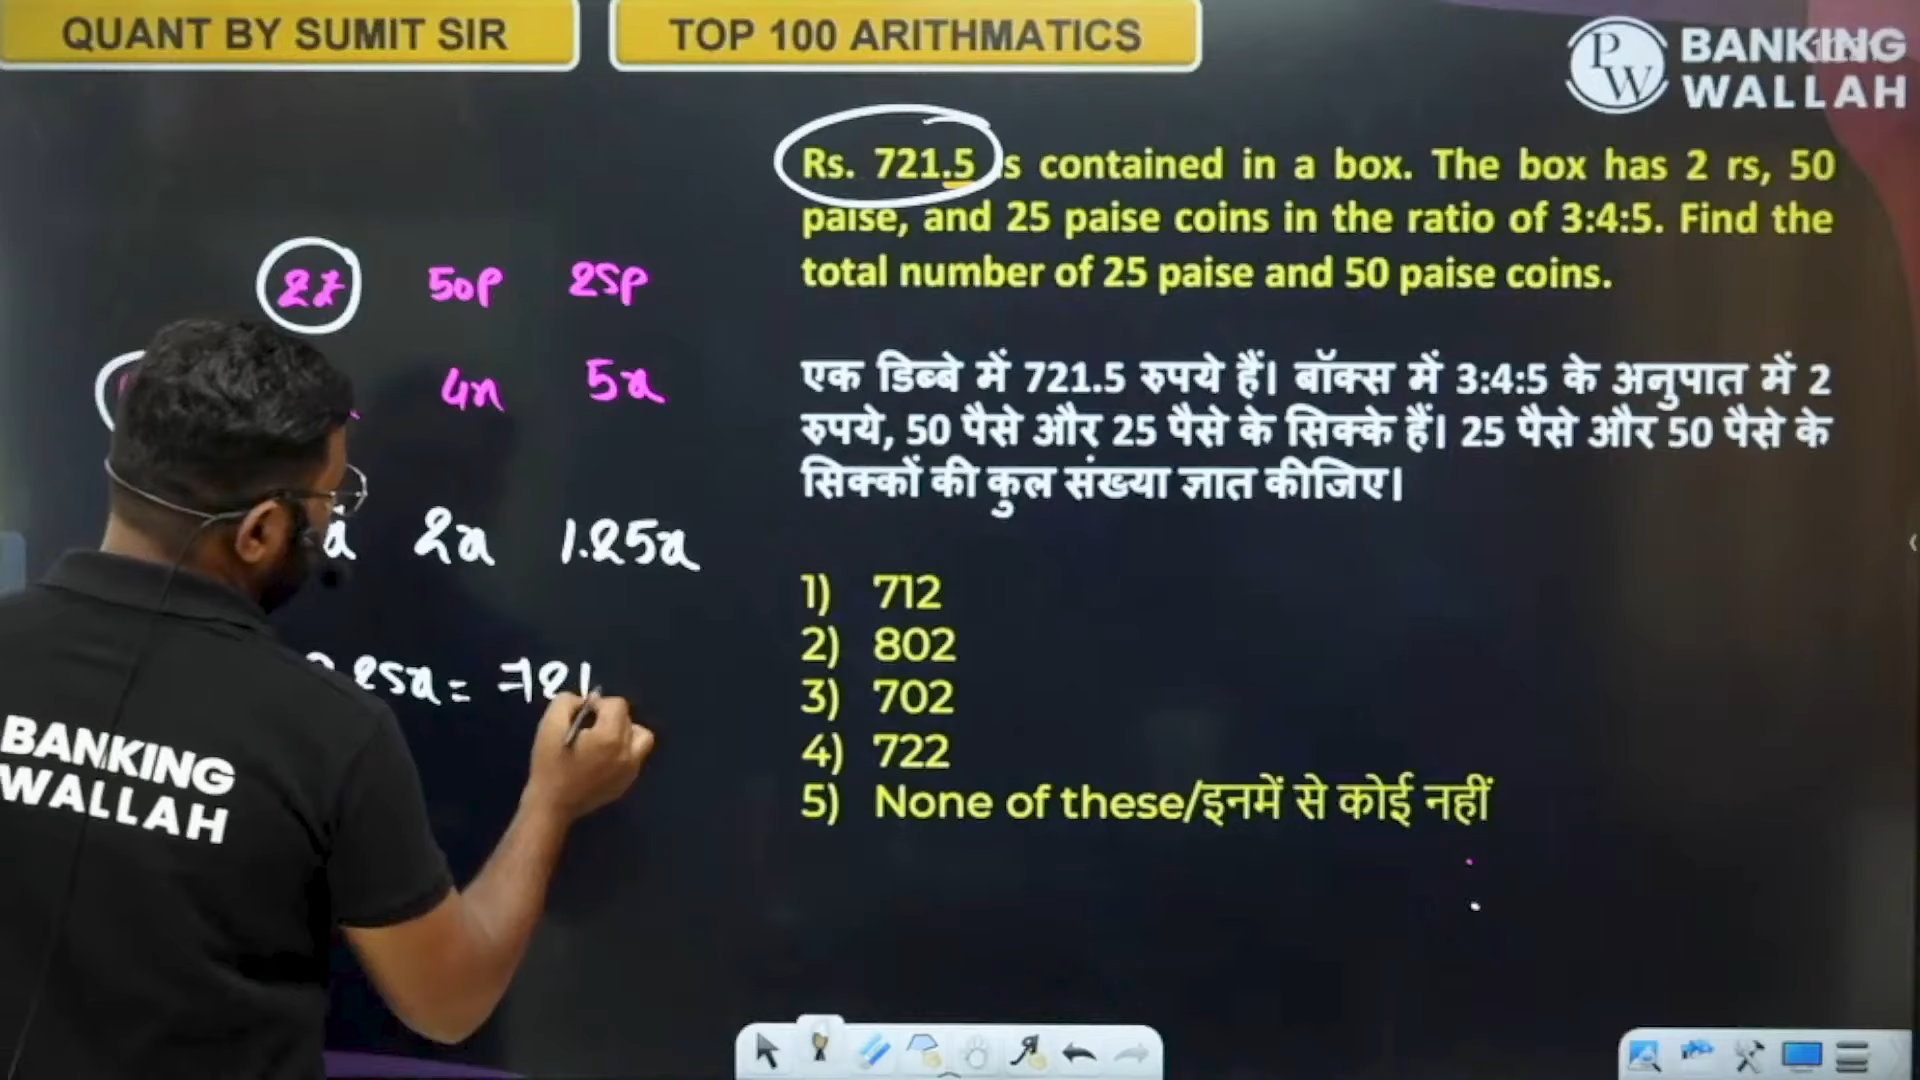 QUANT BY SUMIT SIR
TOP 100 ARITHMATICS
PW BANKING
WALLAH
Rs. 721.5 is contained in a box. The box has 2 rs, 50
paise, and 25 paise coins in the ratio of 3:4:5. Find the
total number of 25 paise and 50 paise coins.
एक डिब्बे में 721.5 रुपये हैं। बॉक्स में 3:4:5 के अनुपात में 2
रुपये, 50 पैसे और 25 पैसे के सिक्के हैं। 25 पैसे और 50 पैसे के
सिक्कों की कुल संख्या ज्ञात कीजिए।
1) 712
2) 802
3) 702
4) 722
5) None of these/इनमें से कोई नहीं
2₹ 50p 25p
4x 5x
x 2x 1.25x
25x = 721
BANKING
WALLAH